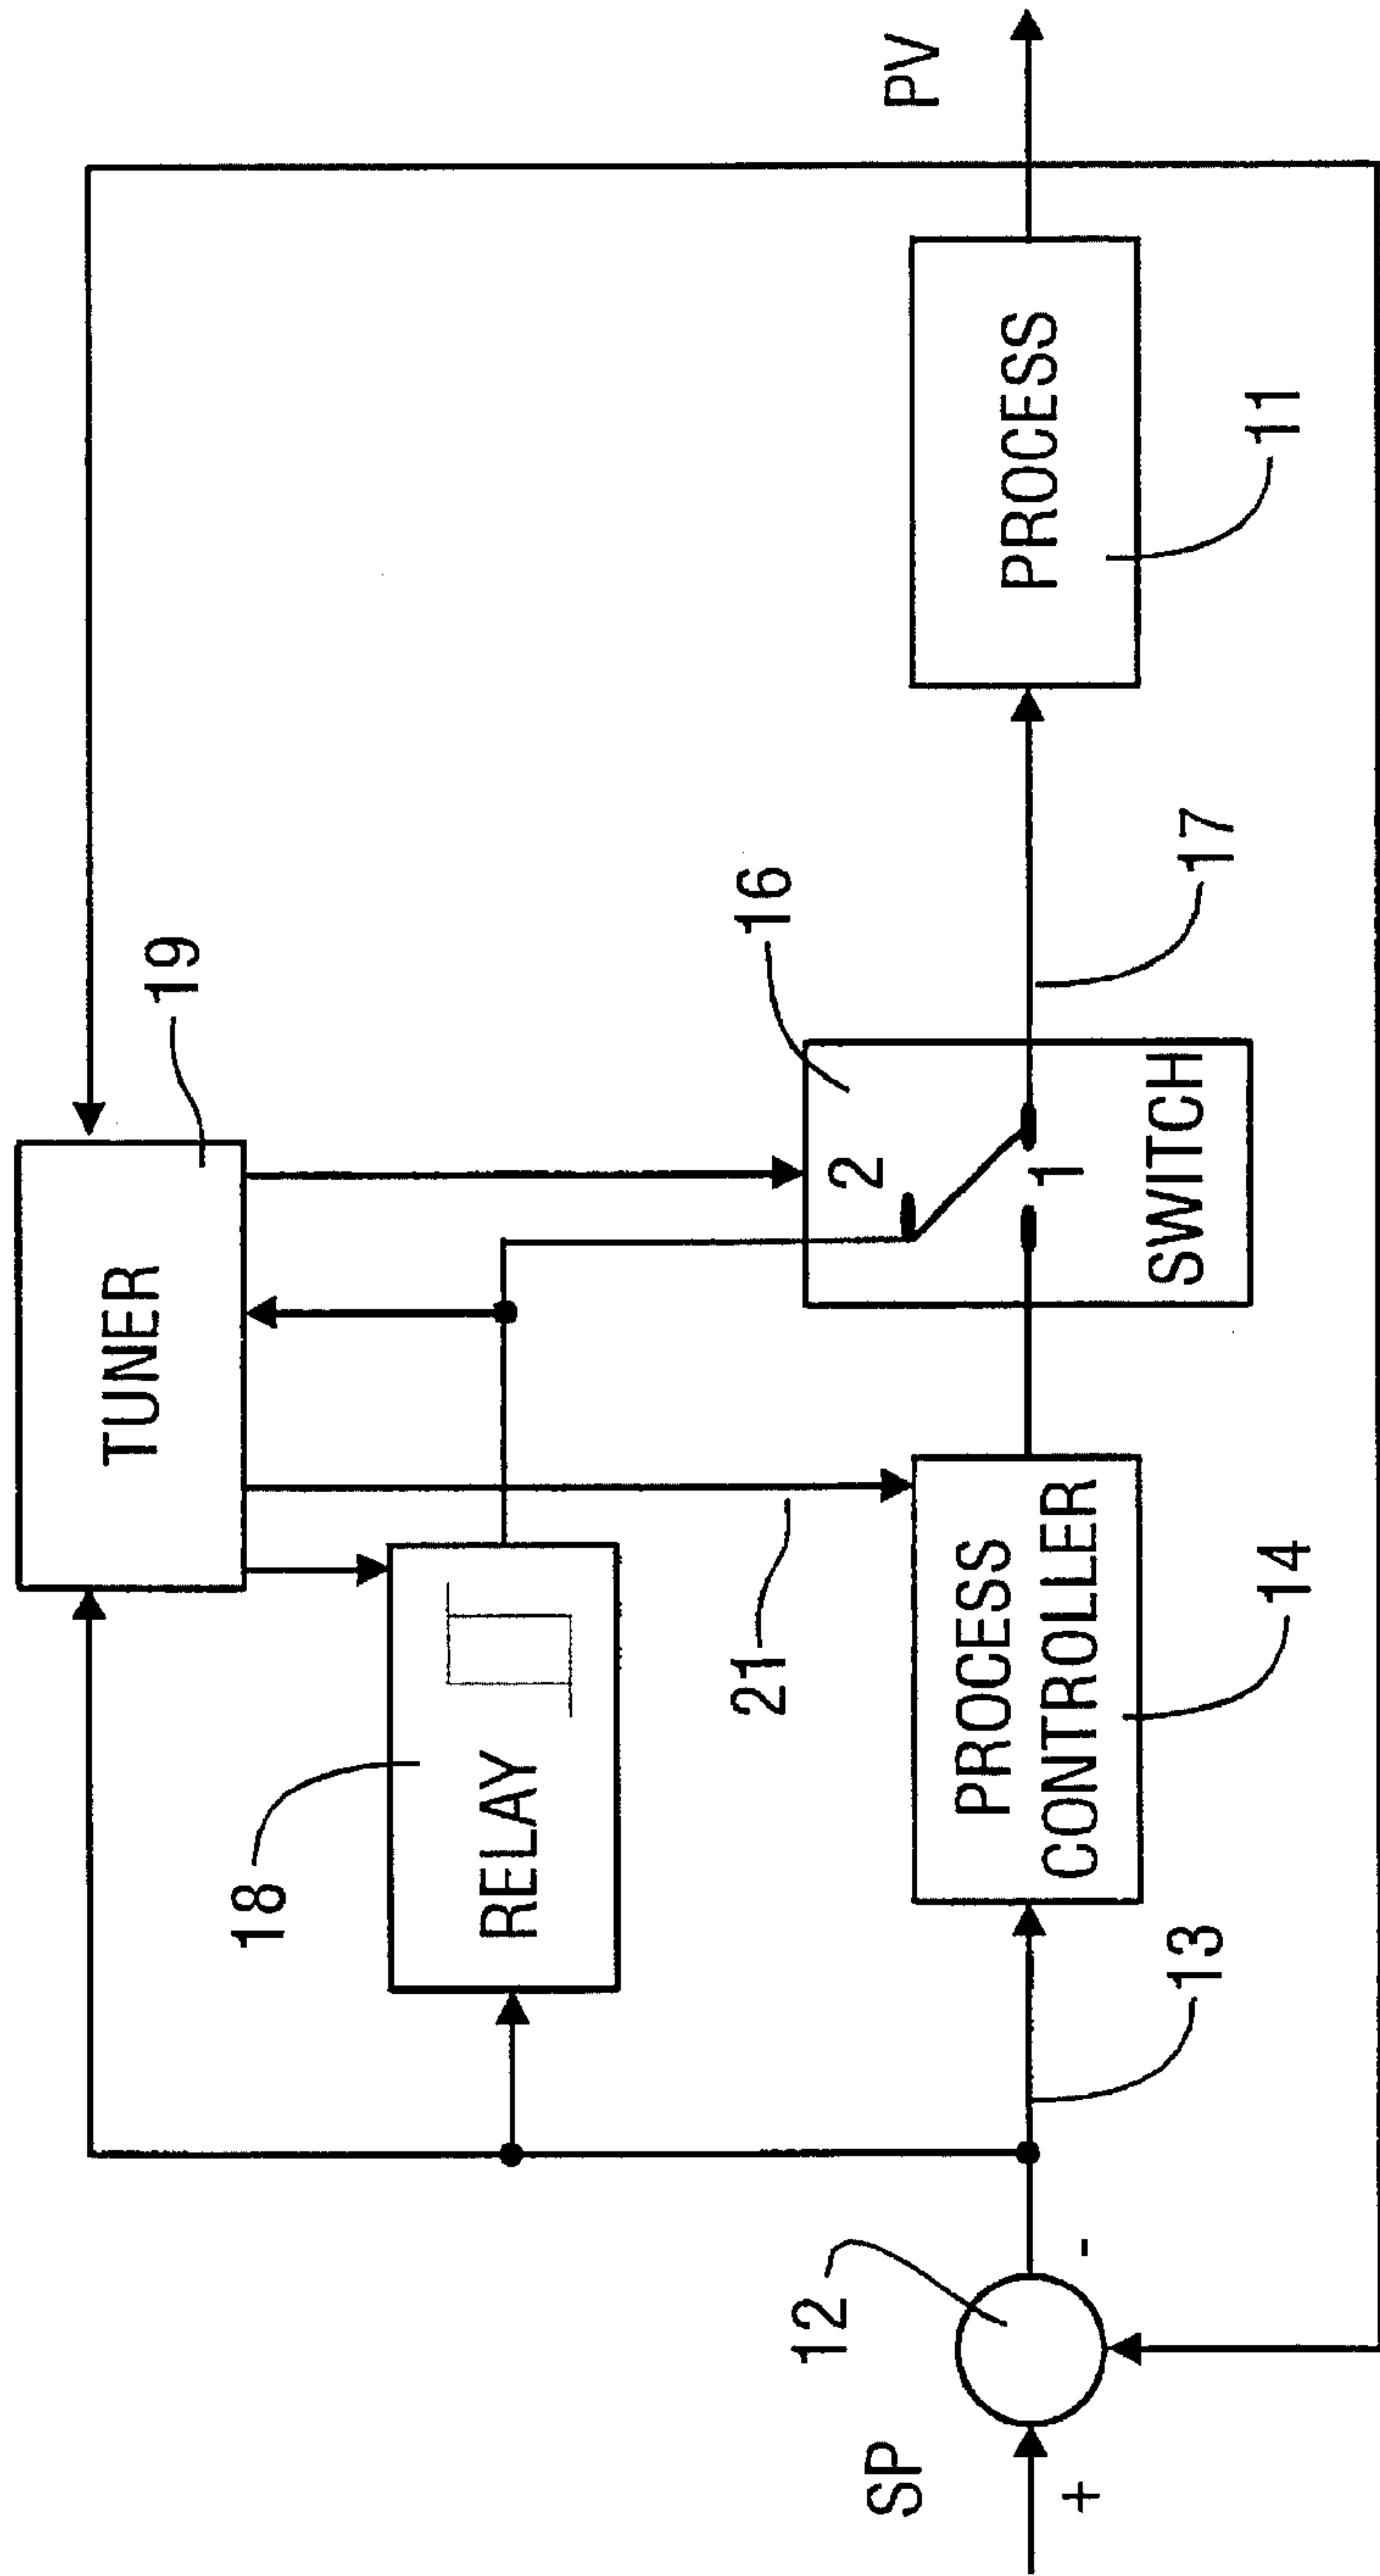 TUNER
19
PV
18
RELAY
21
16
2
1
SWITCH
17
PROCESS
11
PROCESS
CONTROLLER
14
13
12
SP
+
-